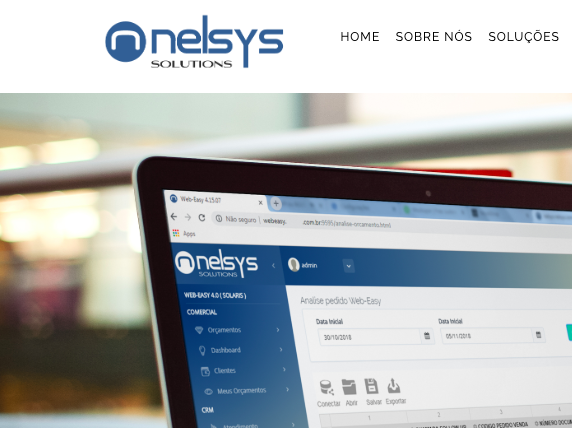 nelsys
SOLUTIONS
HOME SOBRE NÓS SOLUÇÕES
Web-Easy 4.15.07
Não seguro webeasy. .com.br:9595/analise-orcamento.html
Apps
nelsys
SOLUTIONS
admin
WEB-EASY 4.0 ( SOLARIS )
COMERCIAL
Orçamentos
Dashboard
Clientes
Meus Orçamentos
CRM
Atendimento
Analise pedido Web-Easy
Data Inicial Data Inicial
30/10/2018 05/11/2018
Conectar Abrir Salvar Exportar
1 2 3 4
CODIGO PEDIDO VENDA NÚMERO DOCUM